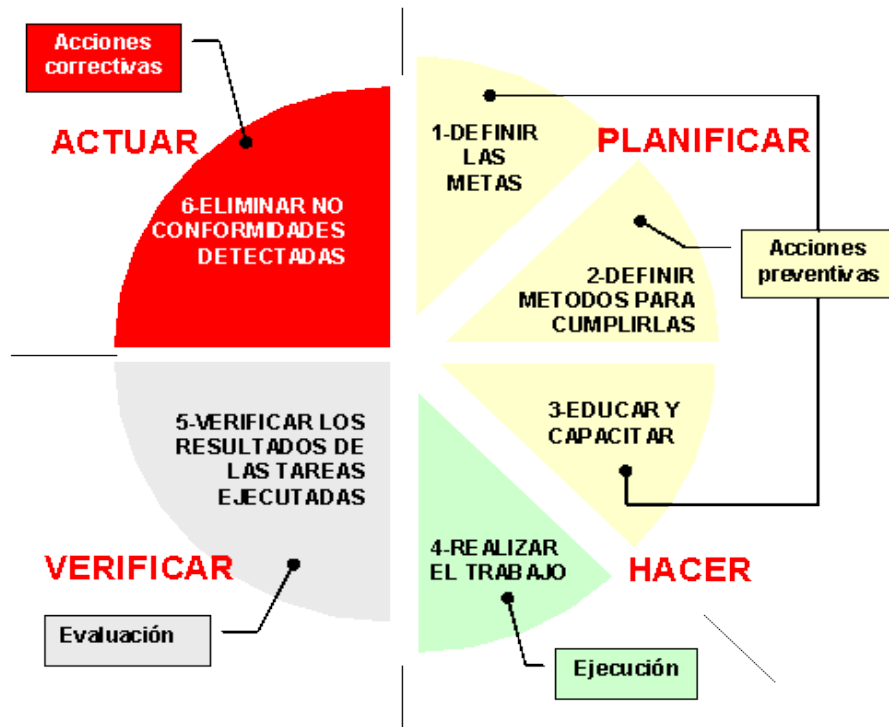 Acciones
correctivas
ACTUAR
6-ELIMINAR NO
CONFORMIDADES
DETECTADAS
1-DEFINIR
LAS
METAS
PLANIFICAR
2-DEFINIR
METODOS PARA
CUMPLIRLAS
Acciones
preventivas
3-EDUCAR Y
CAPACITAR
HACER
4-REALIZAR
EL TRABAJO
Ejecución
5-VERIFICAR LOS
RESULTADOS DE
LAS TAREAS
EJECUTADAS
VERIFICAR
Evaluación